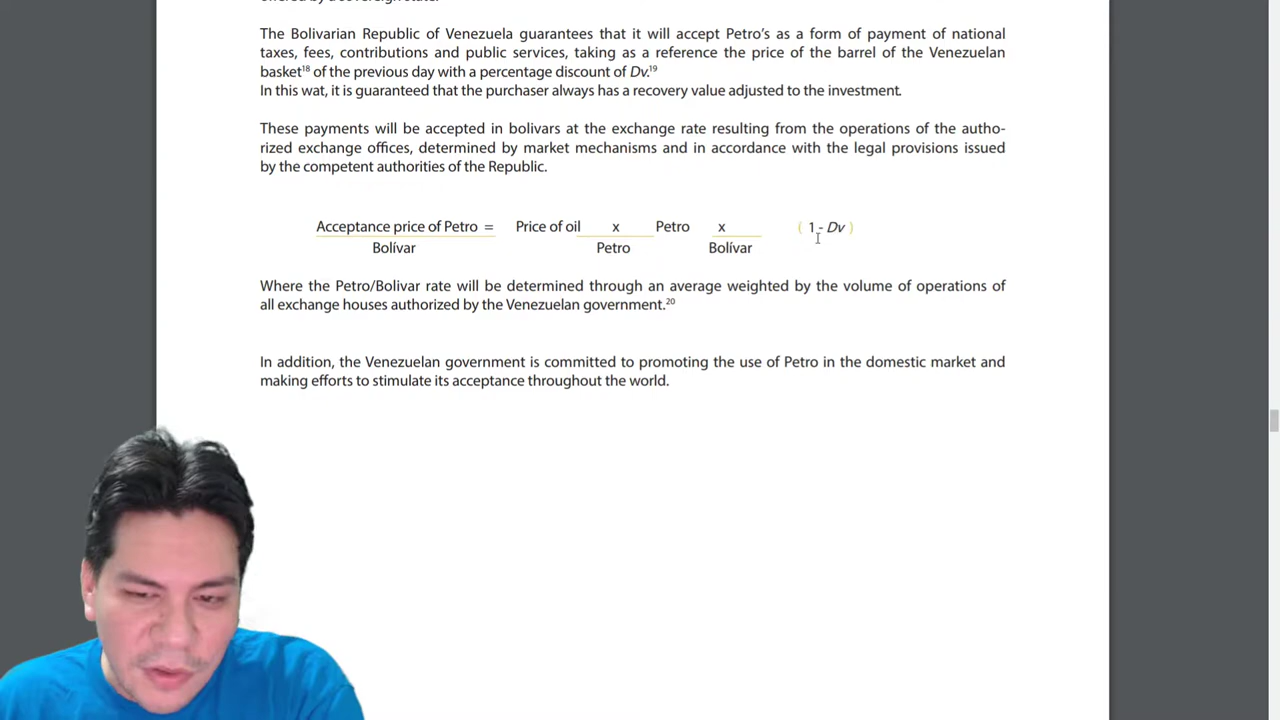 The Bolivarian Republic of Venezuela guarantees that it will accept Petro's as a form of payment of national
taxes, fees, contributions and public services, taking as a reference the price of the barrel of the Venezuelan
basket18 of the previous day with a percentage discount of Dv.19
In this wat, it is guaranteed that the purchaser always has a recovery value adjusted to the investment.
These payments will be accepted in bolivars at the exchange rate resulting from the operations of the autho-
rized exchange offices, determined by market mechanisms and in accordance with the legal provisions issued
by the competent authorities of the Republic.
Acceptance price of Petro = Price of oil x Petro x ( 1 - Dv )
Bolívar Petro Bolívar
Where the Petro/Bolivar rate will be determined through an average weighted by the volume of operations of
all exchange houses authorized by the Venezuelan government.20
In addition, the Venezuelan government is committed to promoting the use of Petro in the domestic market and
making efforts to stimulate its acceptance throughout the world.